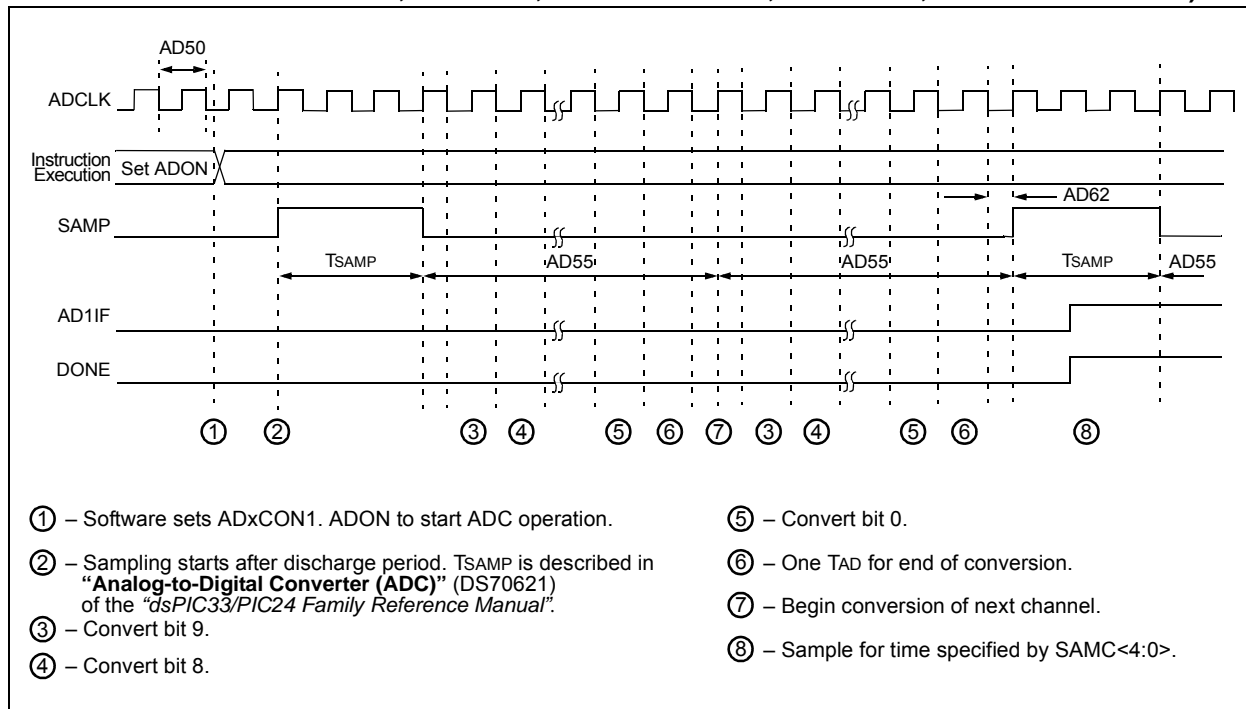 AD50
ADCLK
Instruction
Execution
Set ADON
AD62
SAMP
TSAMP
AD55
AD55
TSAMP
AD55
AD1IF
DONE
1 2 3 4 5 6 7 3 4 5 6 8
1 – Software sets ADxCON1. ADON to start ADC operation.
2 – Sampling starts after discharge period. TSAMP is described in
“Analog-to-Digital Converter (ADC)” (DS70621)
of the “dsPIC33/PIC24 Family Reference Manual”.
3 – Convert bit 9.
4 – Convert bit 8.
5 – Convert bit 0.
6 – One TAD for end of conversion.
7 – Begin conversion of next channel.
8 – Sample for time specified by SAMC<4:0>.